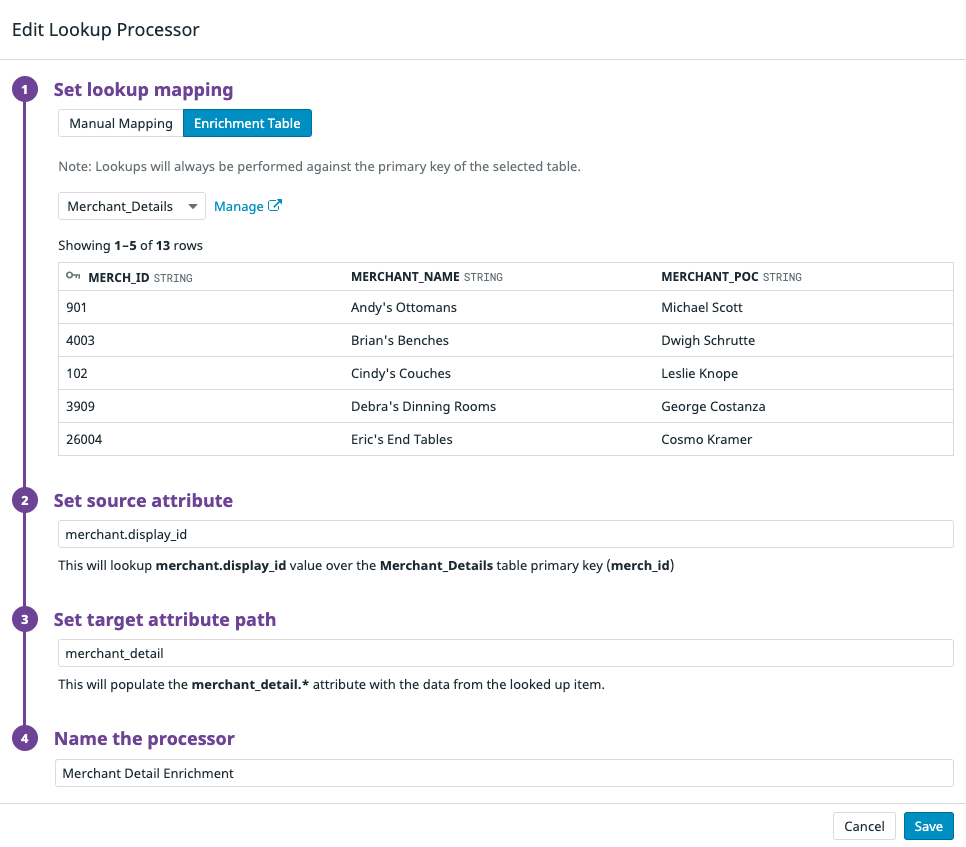 Edit Lookup Processor
1 Set lookup mapping
Manual Mapping Enrichment Table
Note: Lookups will always be performed against the primary key of the selected table.
Merchant_Details Manage
Showing 1–5 of 13 rows
MERCH_ID STRING MERCHANT_NAME STRING MERCHANT_POC STRING
901 Andy's Ottomans Michael Scott
4003 Brian's Benches Dwigh Schrutte
102 Cindy's Couches Leslie Knope
3909 Debra's Dinning Rooms George Costanza
26004 Eric's End Tables Cosmo Kramer
2 Set source attribute
merchant.display_id
This will lookup merchant.display_id value over the Merchant_Details table primary key (merch_id)
3 Set target attribute path
merchant_detail
This will populate the merchant_detail.* attribute with the data from the looked up item.
4 Name the processor
Merchant Detail Enrichment
Cancel Save